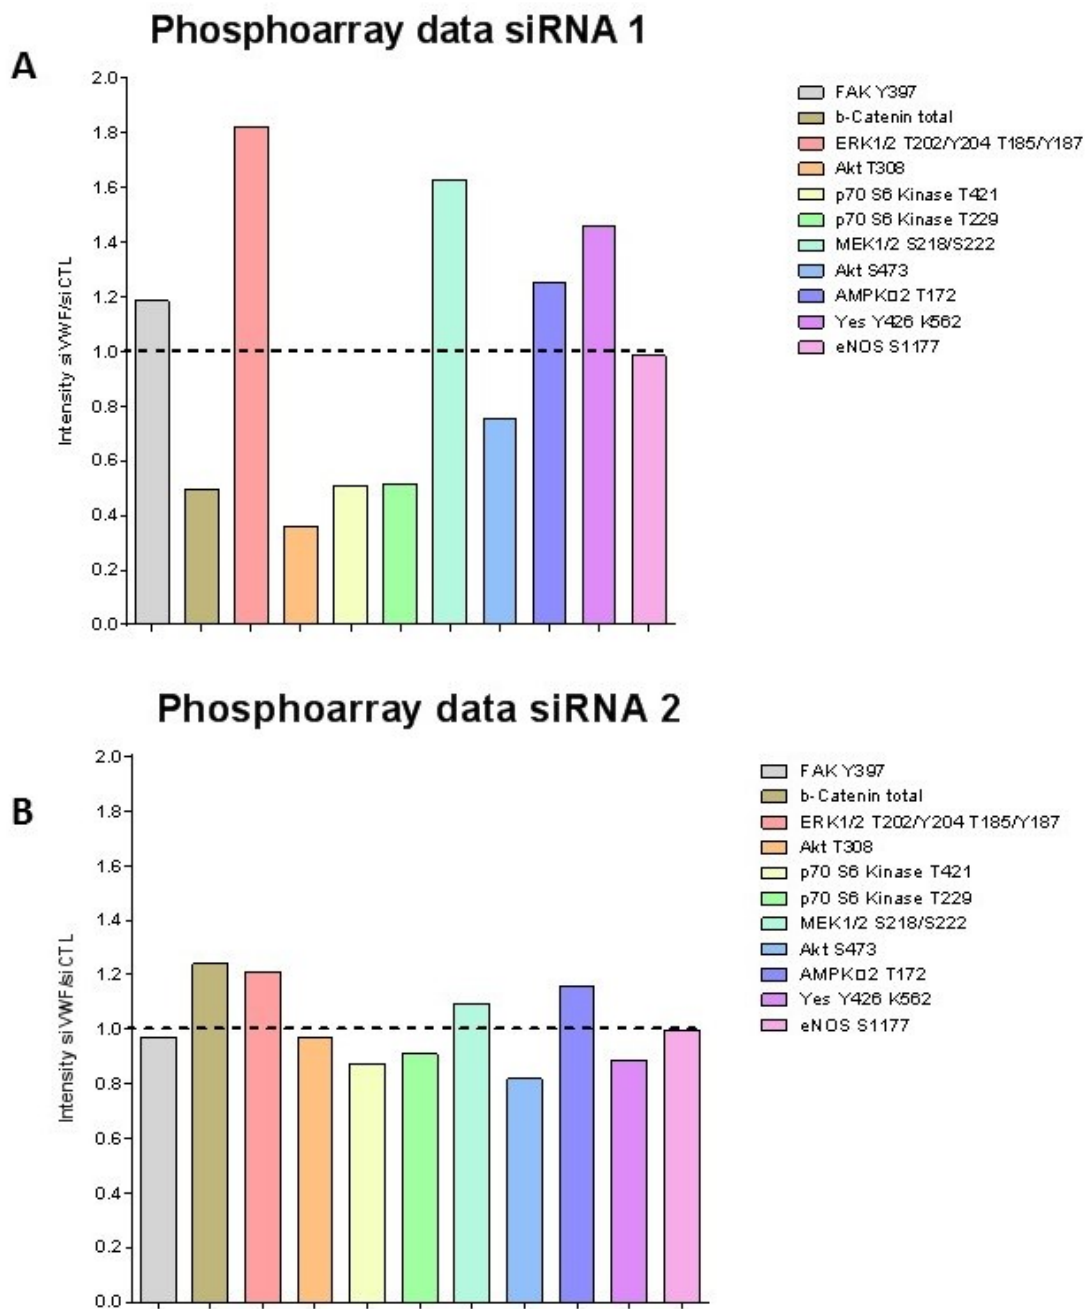 Phosphoarray data siRNA 1
A
2.0
1.8
1.6
1.4
1.2
1.0
0.8
0.6
0.4
0.2
0.0
Intensity siVWF/siCTL
FAK Y397
b-Catenin total
ERK1/2 T202/Y204 T185/Y187
Akt T308
p70 S6 Kinase T421
p70 S6 Kinase T229
MEK1/2 S218/S222
Akt S473
AMPK□2 T172
Yes Y426 K562
eNOS S1177
Phosphoarray data siRNA 2
B
2.0
1.8
1.6
1.4
1.2
1.0
0.8
0.6
0.4
0.2
0.0
Intensity siVWF/siCTL
FAK Y397
b-Catenin total
ERK1/2 T202/Y204 T185/Y187
Akt T308
p70 S6 Kinase T421
p70 S6 Kinase T229
MEK1/2 S218/S222
Akt S473
AMPK□2 T172
Yes Y426 K562
eNOS S1177